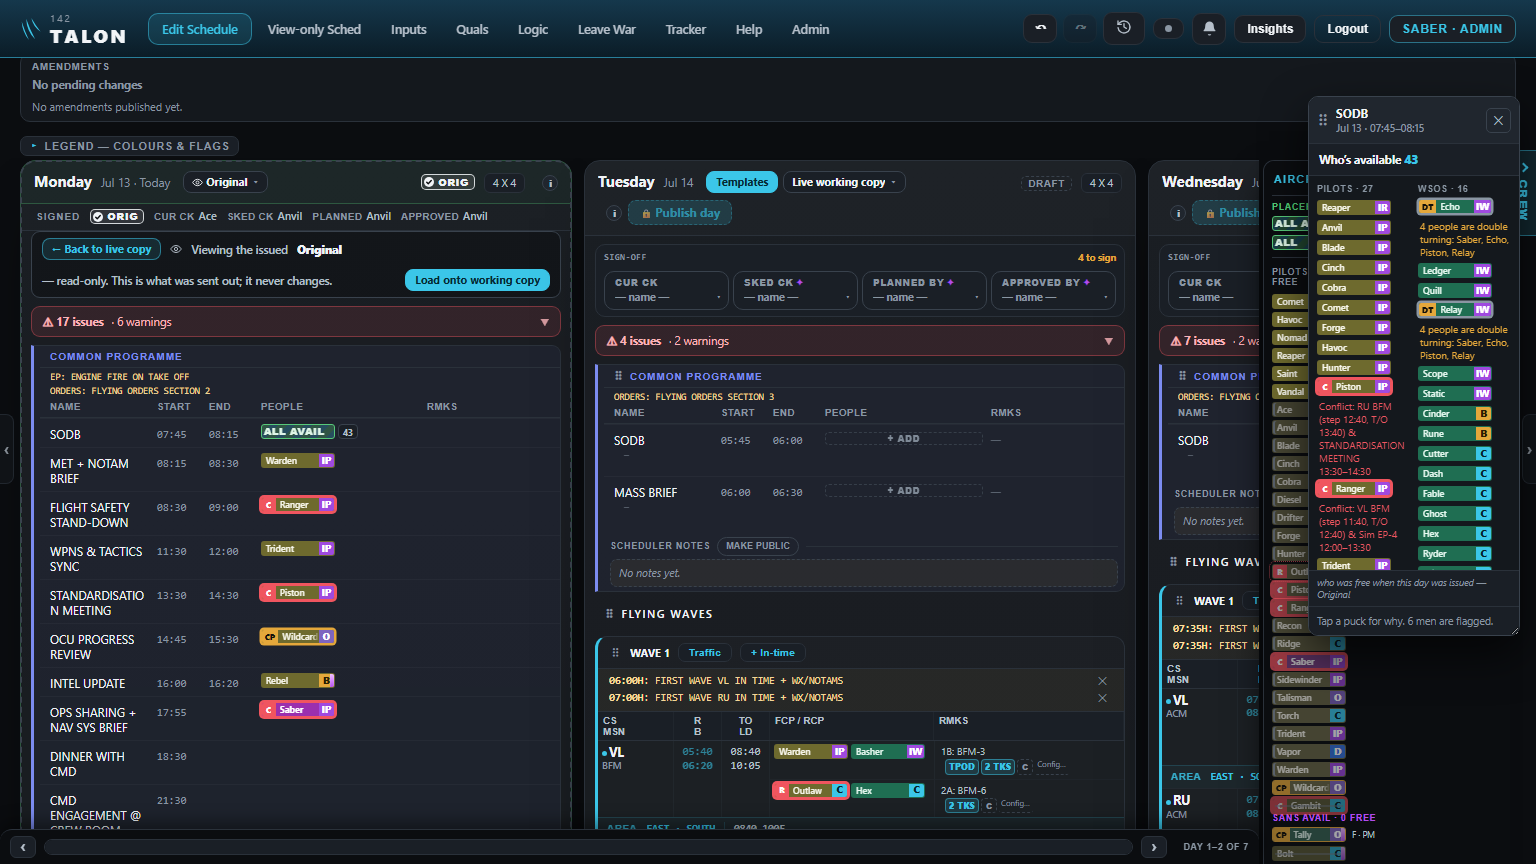 142
TALON
Edit Schedule
View-only Sched
Inputs
Quals
Logic
Leave War
Tracker
Help
Admin
Insights
Logout
SABER · ADMIN
AMENDMENTS
No pending changes
No amendments published yet.
LEGEND — COLOURS & FLAGS
Monday Jul 13 · Today
Original
ORIG
4 X 4
SIGNED ORIG CUR CK Ace SKED CK Anvil PLANNED Anvil APPROVED Anvil
← Back to live copy
Viewing the issued Original
— read-only. This is what was sent out; it never changes.
Load onto working copy
17 issues · 6 warnings
COMMON PROGRAMME
EP: ENGINE FIRE ON TAKE OFF
ORDERS: FLYING ORDERS SECTION 2
NAME START END PEOPLE RMKS
SODB 07:45 08:15 ALL AVAIL 43
MET + NOTAM BRIEF 08:15 08:30 Warden IP
FLIGHT SAFETY STAND-DOWN 08:30 09:00 C Ranger IP
WPNS & TACTICS SYNC 11:30 12:00 Trident IP
STANDARDISATIO
N MEETING 13:30 14:30 C Piston IP
OCU PROGRESS REVIEW 14:45 15:30 CP Wildcard O
INTEL UPDATE 16:00 16:20 Rebel B
OPS SHARING + NAV SYS BRIEF 17:55 C Saber IP
DINNER WITH CMD 18:30
CMD ENGAGEMENT @ 21:30
Tuesday Jul 14
Templates
Live working copy
DRAFT
4 X 4
Publish day
SIGN-OFF
4 to sign
CUR CK
— name —
SKED CK
— name —
PLANNED BY
— name —
APPROVED BY
— name —
4 issues · 2 warnings
COMMON PROGRAMME
ORDERS: FLYING ORDERS SECTION 3
NAME START END PEOPLE RMKS
SODB 05:45 06:00 + ADD —
–
MASS BRIEF 06:00 06:30 + ADD —
–
SCHEDULER NOTES
MAKE PUBLIC
No notes yet.
FLYING WAVES
WAVE 1
Traffic
+ In-time
06:00H: FIRST WAVE VL IN TIME + WX/NOTAMS
07:00H: FIRST WAVE RU IN TIME + WX/NOTAMS
CS R TO FCP / RCP RMKS
MSN B LD
VL 05:40 08:40 Warden IP Basher IW 1B: BFM-3
BFM 06:20 10:05 TPOD 2 TKS C Config...
R Outlaw C Hex C 2A: BFM-6
2 TKS C Config...
AREA EAST · SOUTH 0840-1005
Wednesday
Publish
SIGN-OFF
CUR CK
— name —
7 issues
COMMON P
ORDERS: FLYING
NAME
SODB
–
SCHEDULER NOT
No notes yet.
FLYING WAV
WAVE 1
07:35H: FIRST W
07:35H: FIRST W
CS
MSN
VL 07
ACM 08
AREA EAST · SO
RU 07
ACM 08
AIRC
PLACE
ALL A
ALL
PILOTS
FREE
Comet
Havoc
Nomad
Reaper
Saint
Vandal
Ace
Anvil
Blade
Cinch
Cobra
Diesel
Drifter
Forge
Hunter
R Outl
C Pist
C Rang
Recon
Ridge C
C Saber IP
Sidewinder IP
Talisman O
Torch C
Trident IP
Vapor D
Warden IP
CP Wildcard O
C Gambit C
SANS AVAIL · 0 FREE
CP Tally O F · PM
Bolt C
SODB
Jul 13 · 07:45–08:15
Who's available 43
PILOTS · 27
Reaper IR
Anvil IP
Blade IP
Cinch IP
Cobra IP
Comet IP
Forge IP
Havoc IP
Hunter IP
C Piston IP
Conflict: RU BFM (step 12:40, T/O 13:40) & STANDARDISATION MEETING 13:30–14:30
C Ranger IP
Conflict: VL BFM (step 11:40, T/O 12:40) & Sim EP-4 12:00–13:30
Trident IP
WSOS · 16
DT Echo IW
4 people are double turning: Saber, Echo, Piston, Relay
Ledger IW
Quill IW
DT Relay IW
4 people are double turning: Saber, Echo, Piston, Relay
Scope IW
Static IW
Cinder B
Rune B
Cutter C
Dash C
Fable C
Ghost C
Hex C
Ryder C
who was free when this day was issued — Original
Tap a puck for why. 6 men are flagged.
CREW
DAY 1–2 OF 7